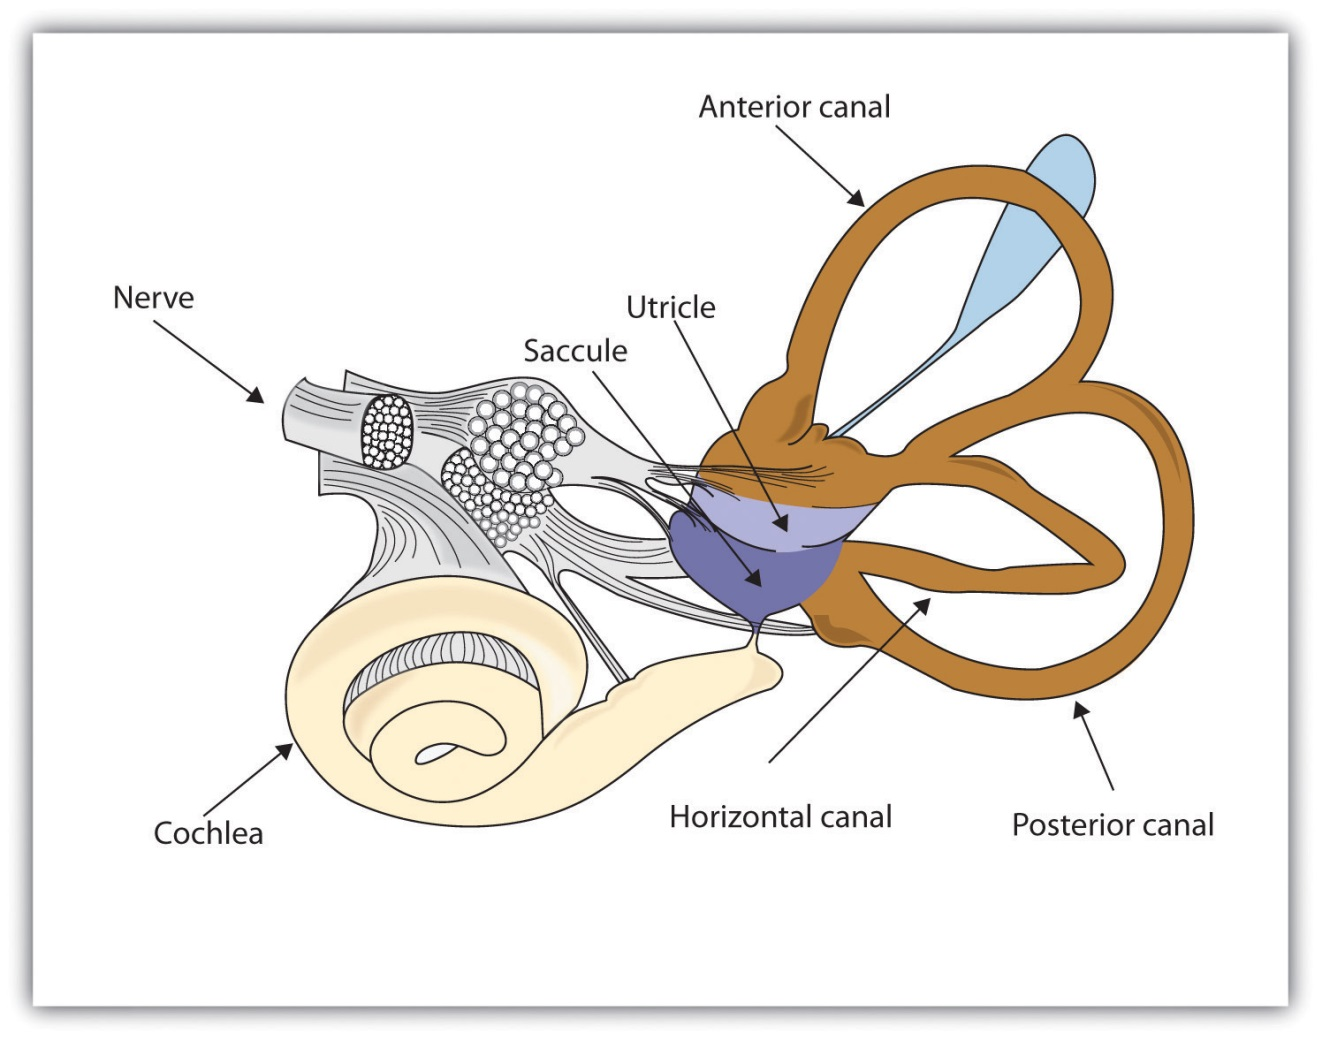 Anterior canal
Nerve
Utricle
Saccule
Horizontal canal
Posterior canal
Cochlea